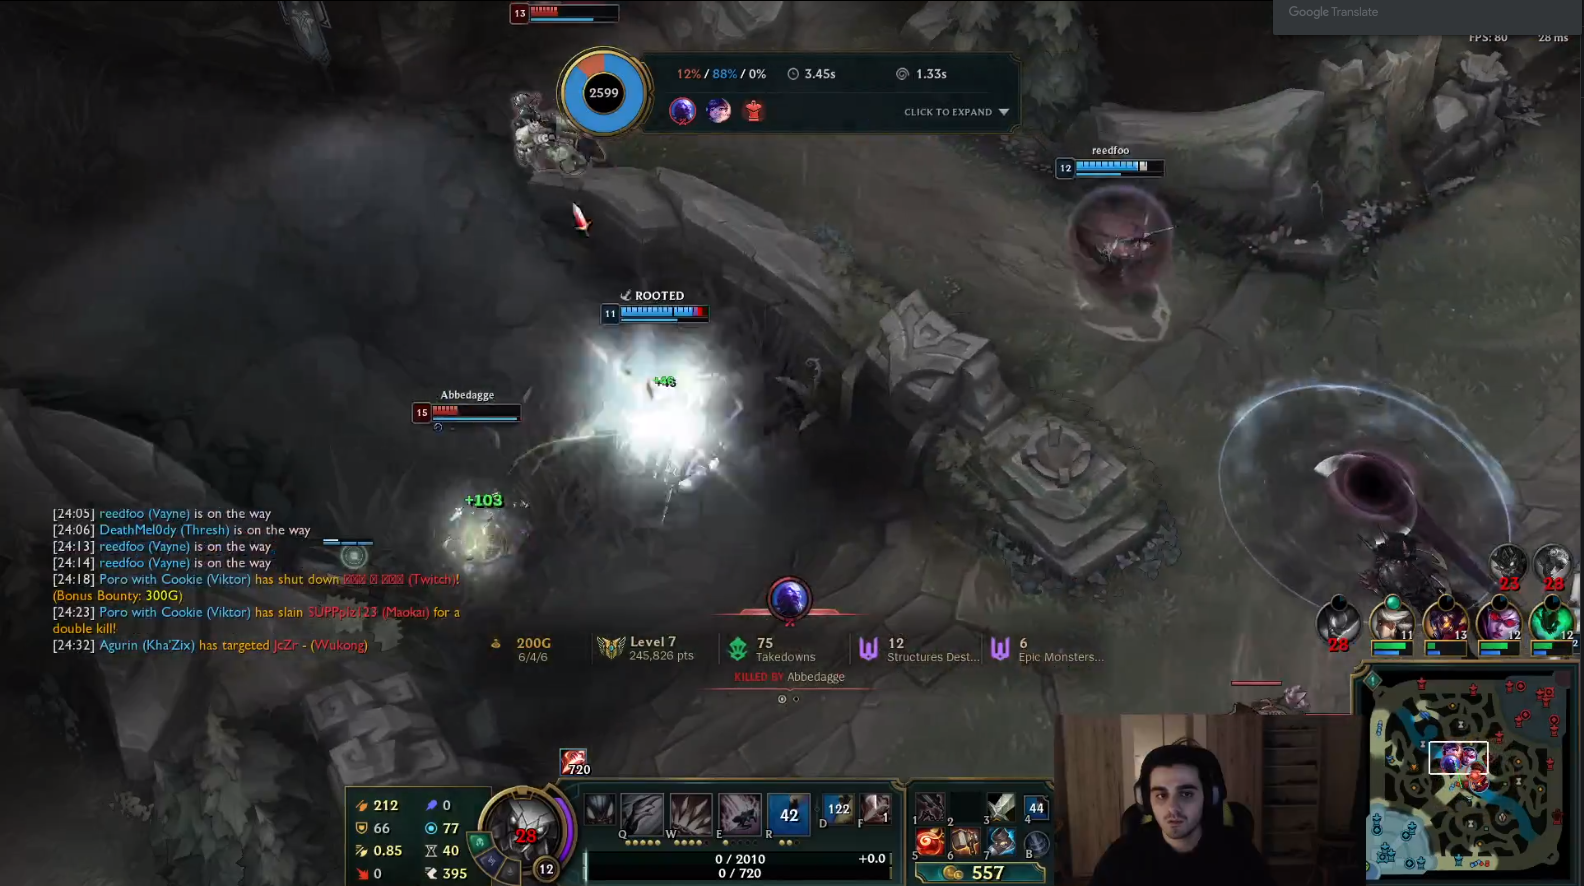 Google Translate
FPS: 80 28 ms
13
2599
12% / 88% / 0% 3.45s 1.33s
CLICK TO EXPAND
reedfoo
12
ROOTED
11
+48
Abbedagge
15
+103
[24:05] reedfoo (Vayne) is on the way
[24:06] DeathMel0dy (Thresh) is on the way
[24:13] reedfoo (Vayne) is on the way
[24:14] reedfoo (Vayne) is on the way
[24:18] Poro with Cookie (Viktor) has shut down (Twitch)!
(Bonus Bounty: 300G)
[24:23] Poro with Cookie (Viktor) has slain SUPPplz123 (Maokai) for a
double kill!
[24:32] Agurin (Kha'Zix) has targeted JcZr - (Wukong)
200G
6/4/6
Level 7
245,826 pts
75
Takedowns
12
Structures Dest...
6
Epic Monsters...
KILLED BY Abbedagge
23 28
28 11 13 12 12
720
212 0
66 77
0.85 40
0 395
28
12
Q W E R D F
42 122 1
0 / 2010 +0.0
0 / 720
1 2 3 4
44
5 6 7 B
557